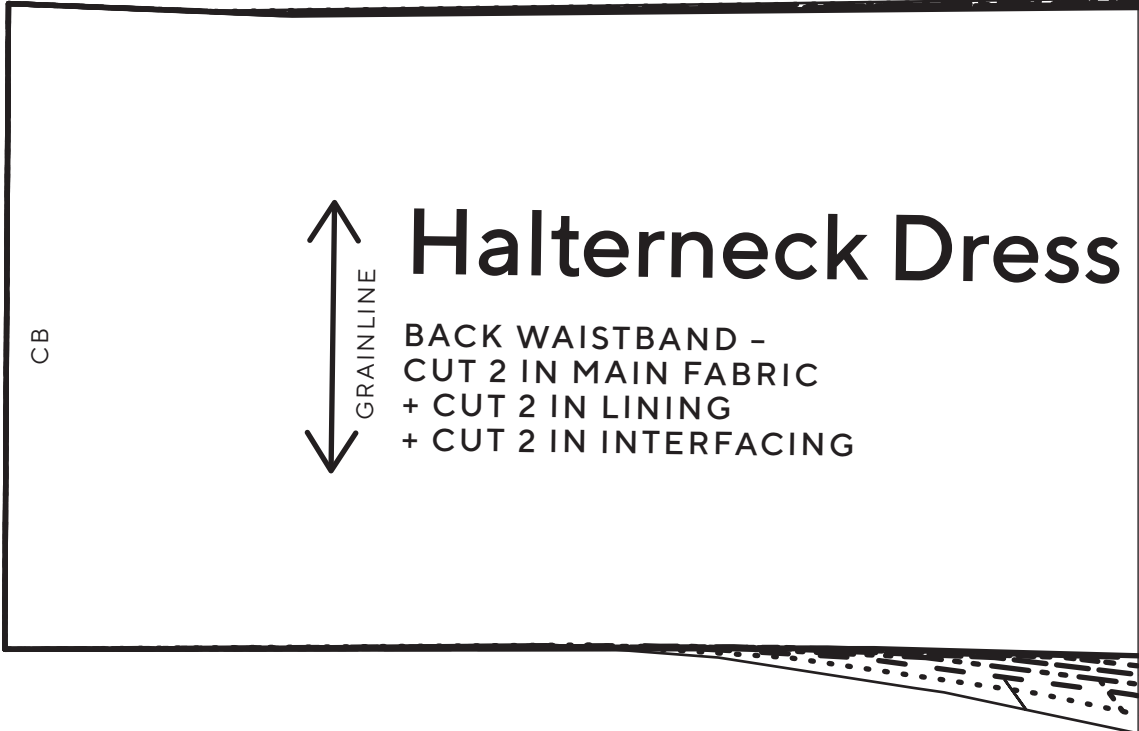 CB
GRAINLINE
Halterneck Dress
BACK WAISTBAND –
CUT 2 IN MAIN FABRIC
+ CUT 2 IN LINING
+ CUT 2 IN INTERFACING